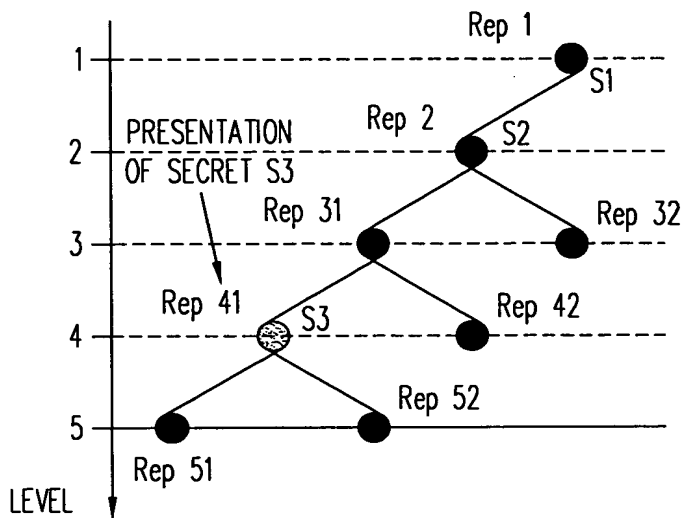 Rep 1
1
S1
Rep 2
S2
PRESENTATION
OF SECRET S3
2
Rep 31
Rep 32
3
Rep 41
S3
Rep 42
4
Rep 52
5
Rep 51
LEVEL